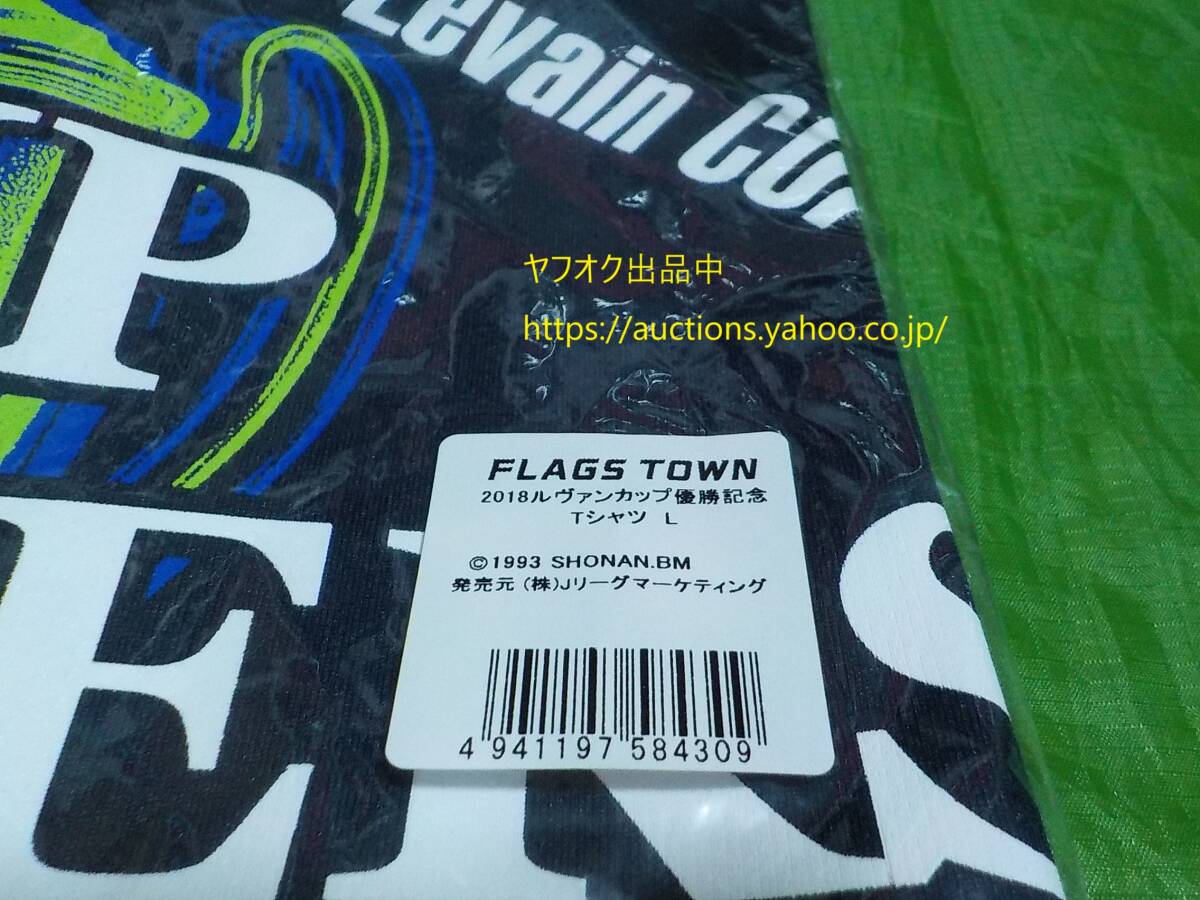 Levain CUP
ヤフオク出品中
https://auctions.yahoo.co.jp/
FLAGS TOWN
2018ルヴァンカップ優勝記念
Tシャツ L
©1993 SHONAN.BM
発売元 (株)Jリーグマーケティング
4 941197 584309